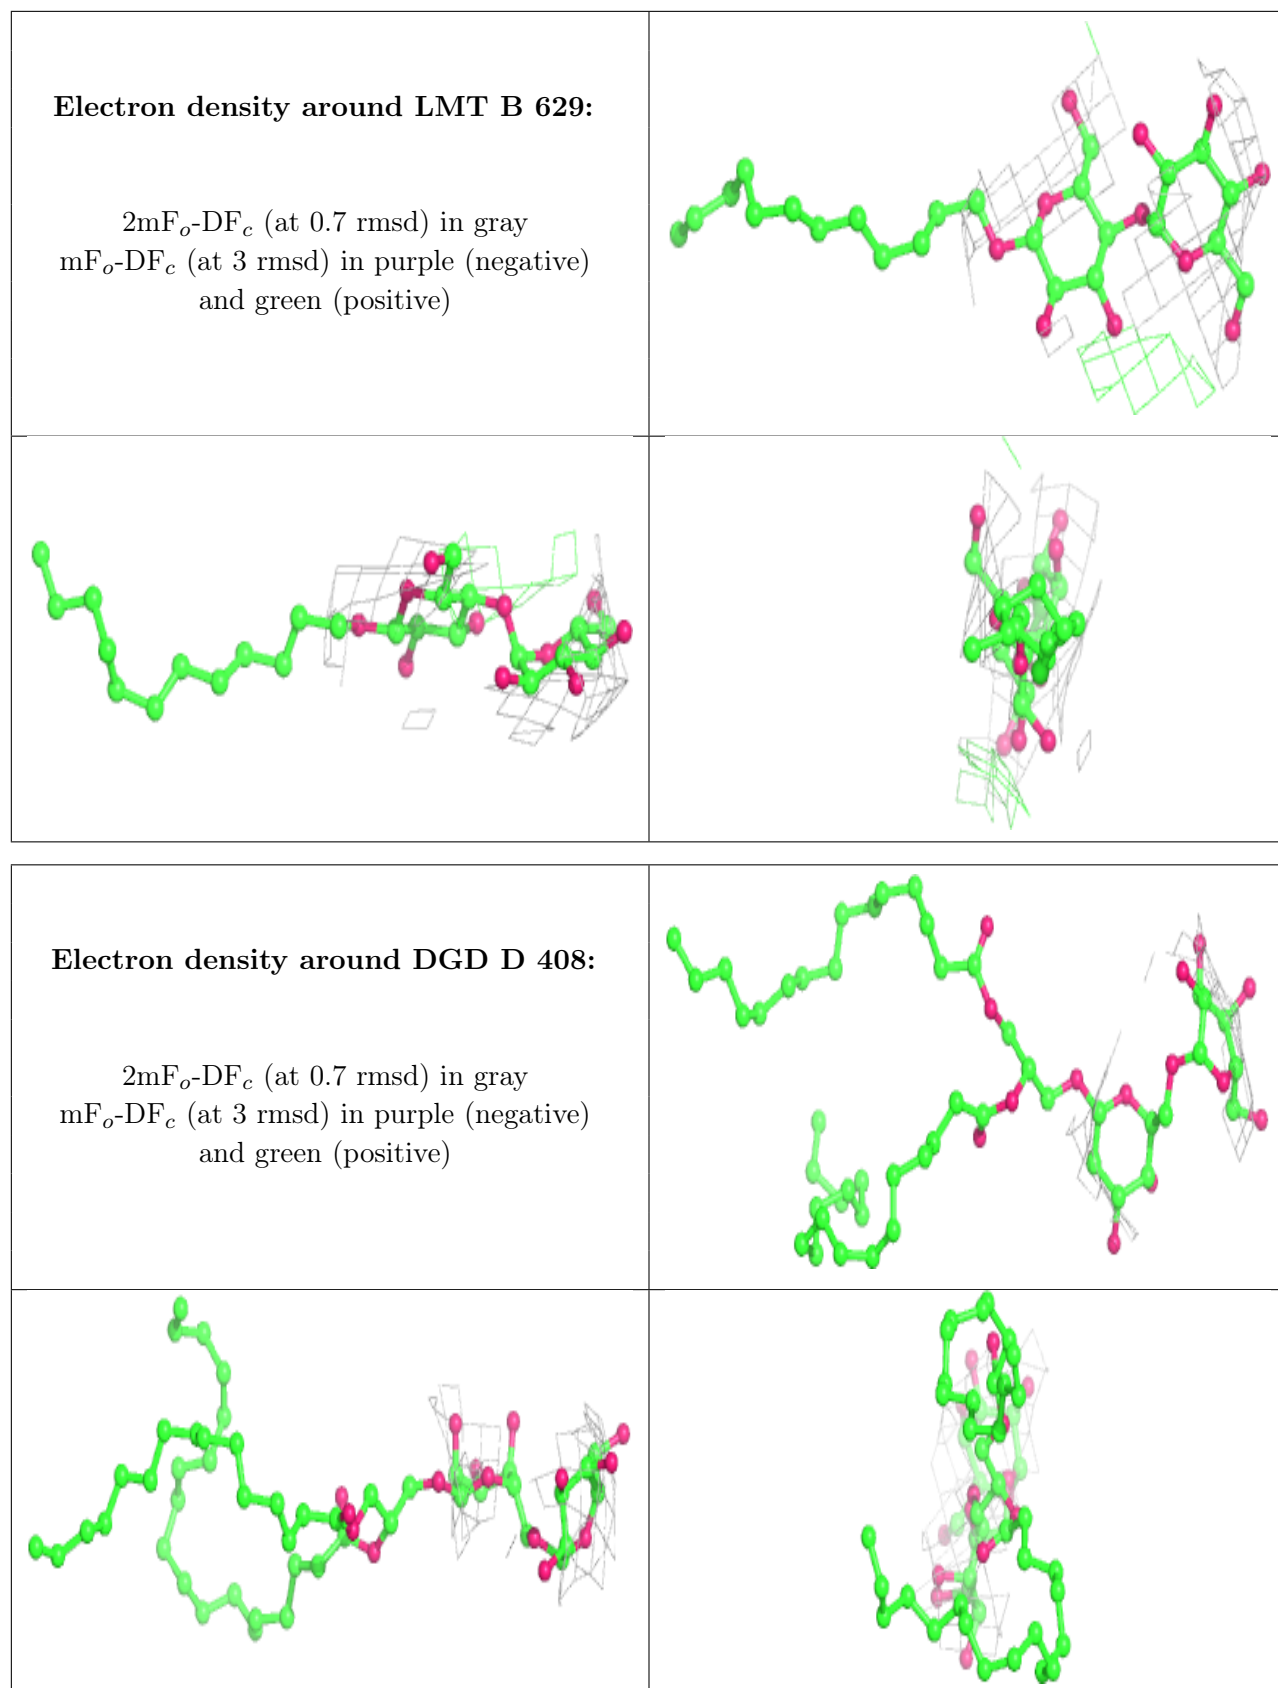 Electron density around LMT B 629:
2mFo-DFc (at 0.7 rmsd) in gray
mFo-DFc (at 3 rmsd) in purple (negative)
and green (positive)
Electron density around DGD D 408:
2mFo-DFc (at 0.7 rmsd) in gray
mFo-DFc (at 3 rmsd) in purple (negative)
and green (positive)